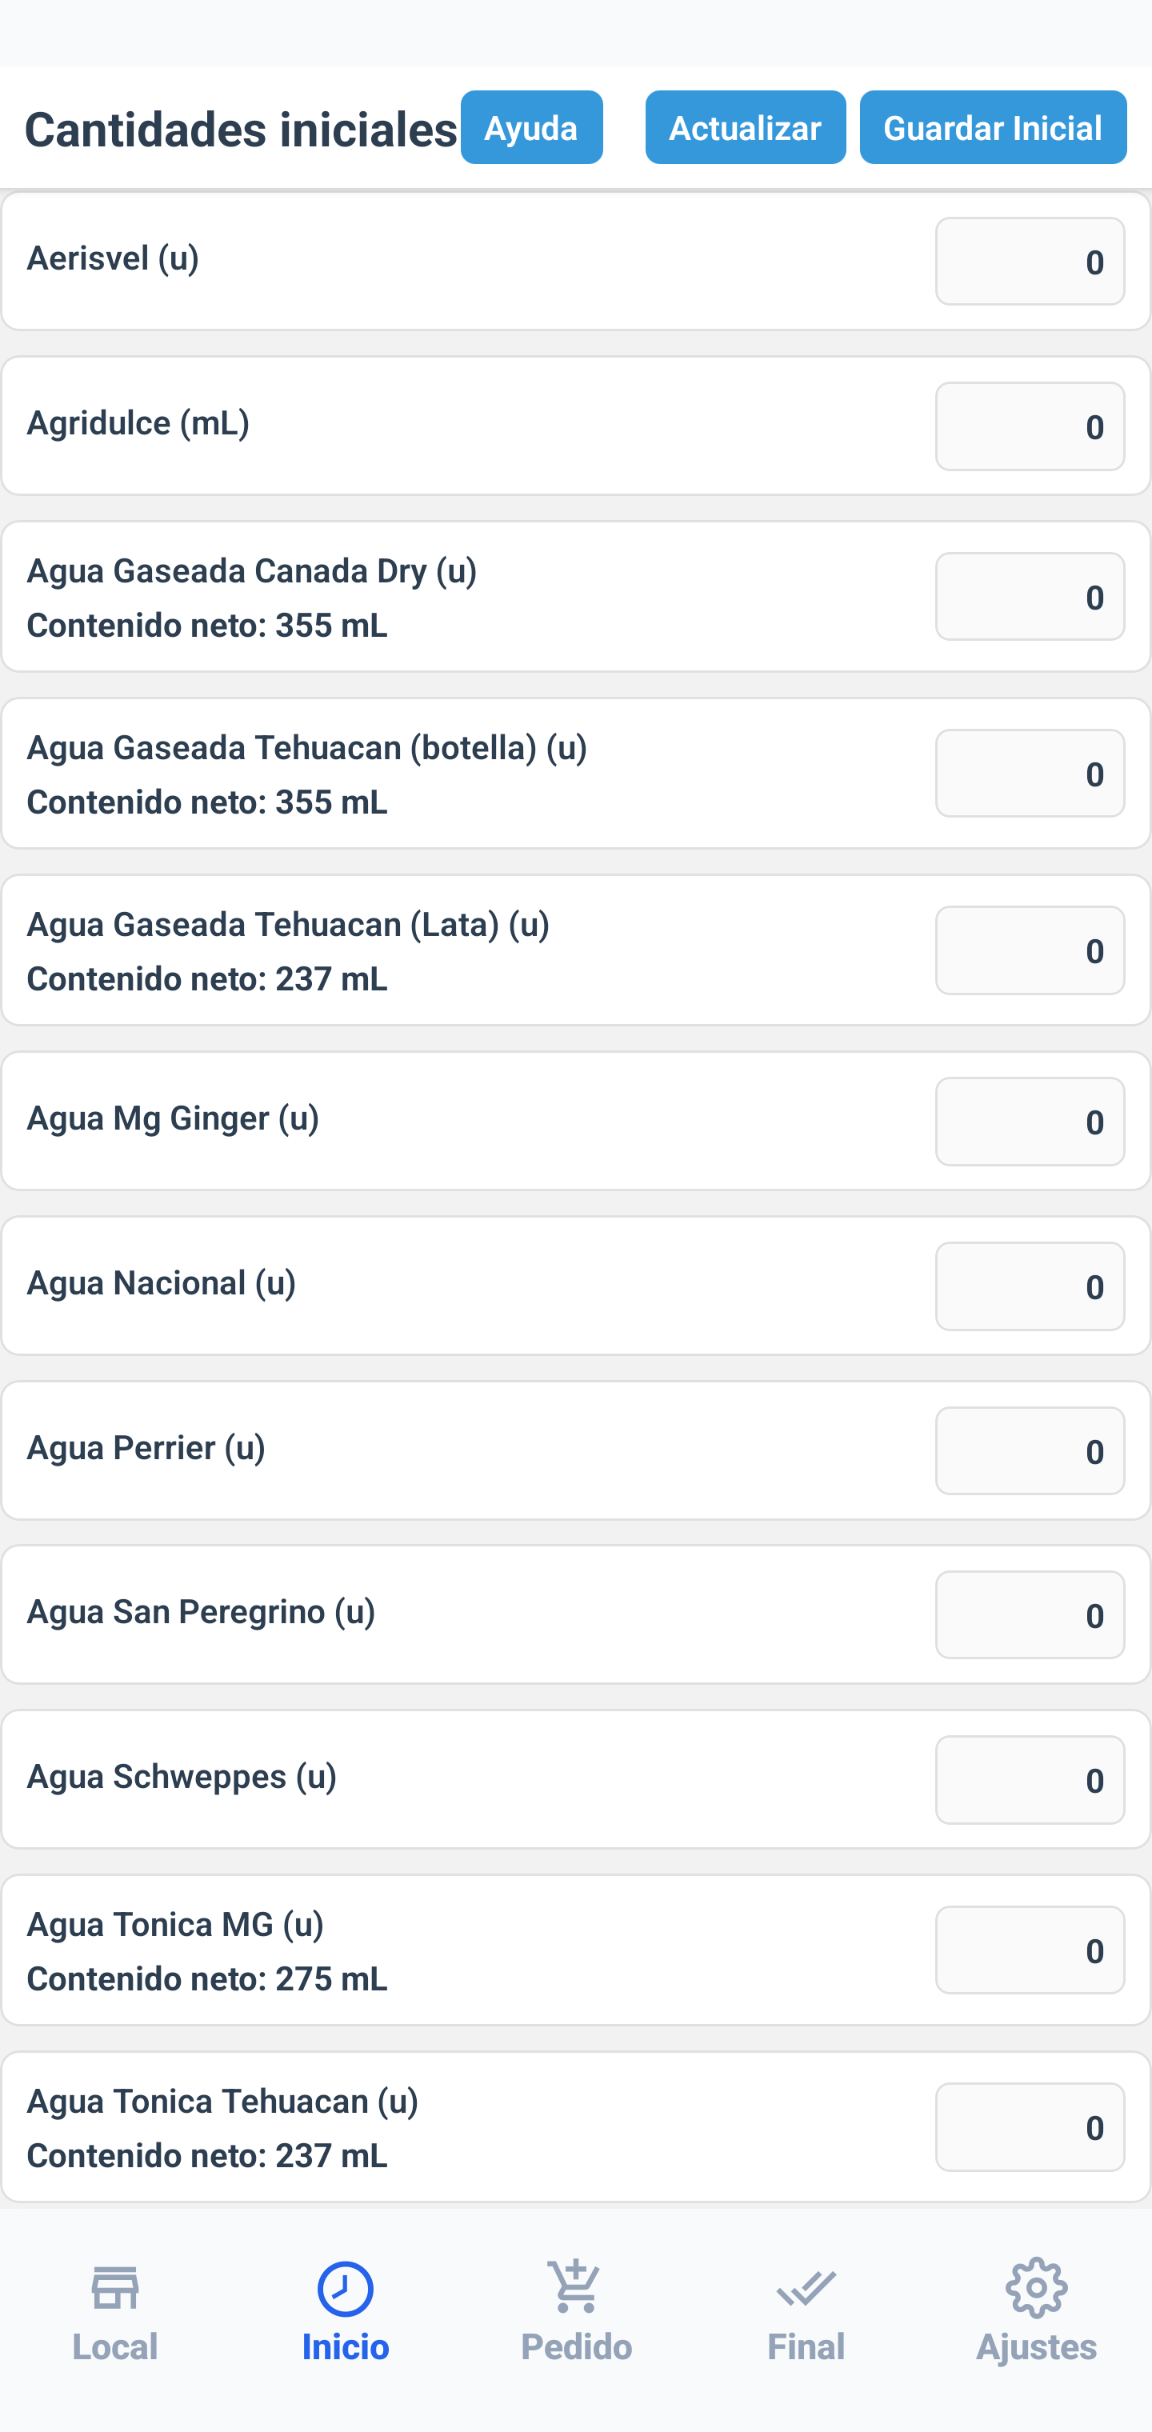 Cantidades iniciales Ayuda Actualizar Guardar Inicial
Aerisvel (u) 0
Agridulce (mL) 0
Agua Gaseada Canada Dry (u)
Contenido neto: 355 mL 0
Agua Gaseada Tehuacan (botella) (u)
Contenido neto: 355 mL 0
Agua Gaseada Tehuacan (Lata) (u)
Contenido neto: 237 mL 0
Agua Mg Ginger (u) 0
Agua Nacional (u) 0
Agua Perrier (u) 0
Agua San Peregrino (u) 0
Agua Schweppes (u) 0
Agua Tonica MG (u)
Contenido neto: 275 mL 0
Agua Tonica Tehuacan (u)
Contenido neto: 237 mL 0
Local Inicio Pedido Final Ajustes